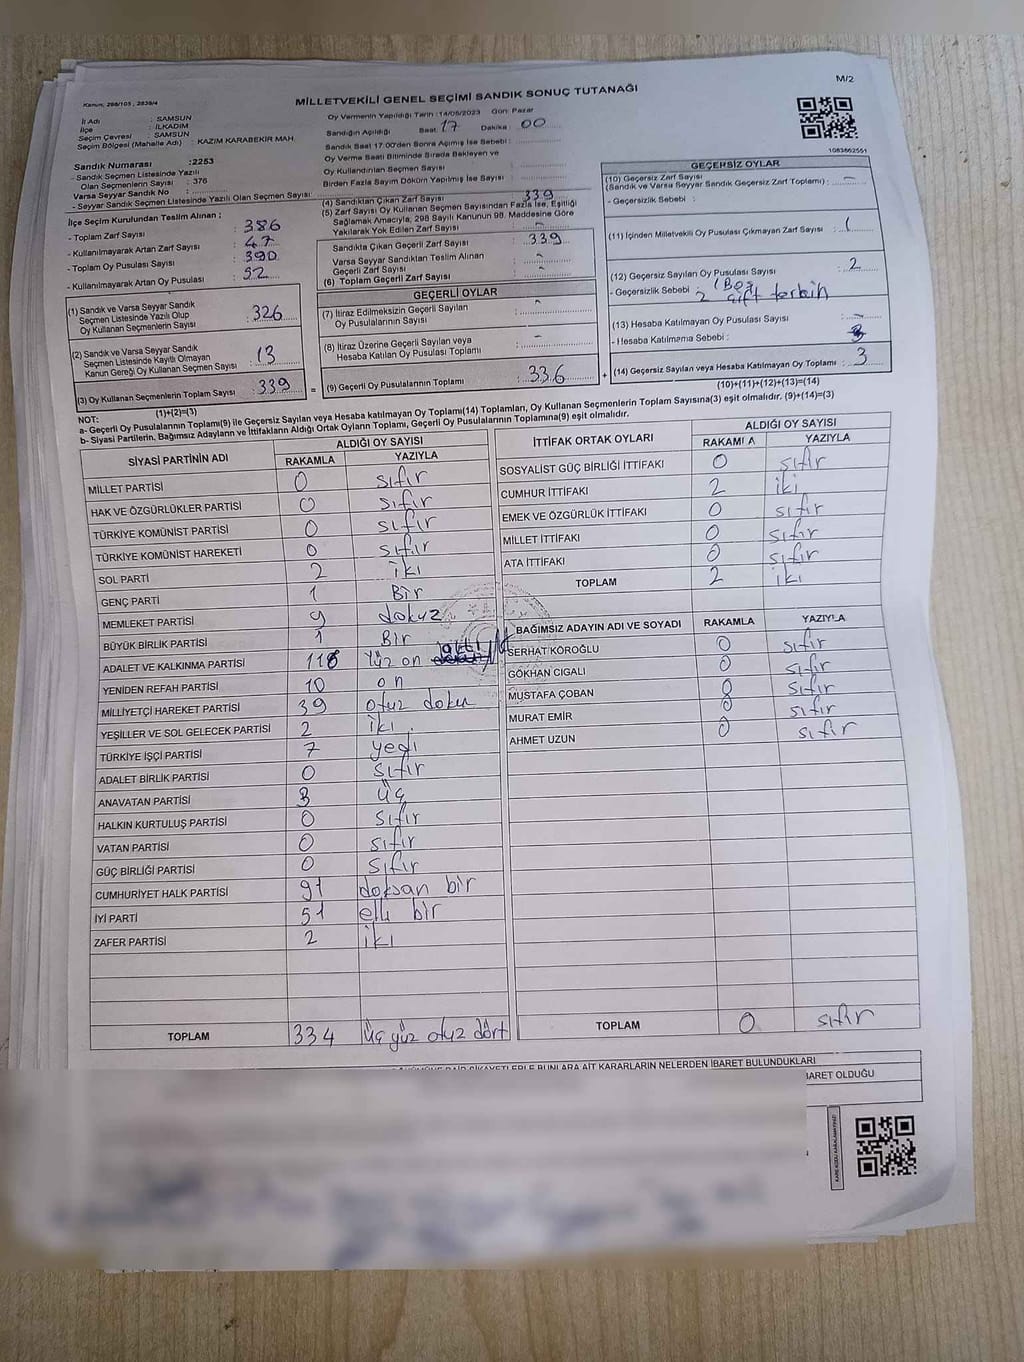 M/2
Kanun, 298/105 , 2839/4
MİLLETVEKİLİ GENEL SEÇİMİ SANDIK SONUÇ TUTANAĞI
İl Adı : SAMSUN
İlçe : İLKADIM
Seçim Çevresi : SAMSUN
Seçim Bölgesi (Mahalle Adı) : KAZIM KARABEKİR MAH.
Sandık Numarası :2253
- Sandık Seçmen Listesinde Yazılı
Olan Seçmenlerin Sayısı : 376
Varsa Seyyar Sandık No :
- Seyyar Sandık Seçmen Listesinde Yazılı Olan Seçmen Sayısı:
Oy Vermenin Yapıldığı Tarih :14/05/2023 Gün: Pazar
Sandığın Açıldığı Saat: 17 Dakika : 00
Sandık Saat 17.00'den Sonra Açılmış İse Sebebi :
Oy Verme Saati Bitiminde Sırada Bekleyen ve
Oy Kullandırılan Seçmen Sayısı :
Birden Fazla Sayım Döküm Yapılmış İse Sayısı :
1083862551
İlçe Seçim Kurulundan Teslim Alınan ;
- Toplam Zarf Sayısı : 386
- Kullanılmayarak Artan Zarf Sayısı : 47
- Toplam Oy Pusulası Sayısı : 390
- Kullanılmayarak Artan Oy Pusulası : 52
(1) Sandık ve Varsa Seyyar Sandık
Seçmen Listesinde Yazılı Olup
Oy Kullanan Seçmenlerin Sayısı : 326
(2) Sandık ve Varsa Seyyar Sandık
Seçmen Listesinde Kayıtlı Olmayan
Kanun Gereği Oy Kullanan Seçmen Sayısı : 13
(3) Oy Kullanan Seçmenlerin Toplam Sayısı : 339
(1)+(2)=(3)
(4) Sandıktan Çıkan Zarf Sayısı : 339
(5) Zarf Sayısı Oy Kullanan Seçmen Sayısından Fazla İse, Eşitliği
Sağlamak Amacıyla, 298 Sayılı Kanunun 98. Maddesine Göre
Yakılarak Yok Edilen Zarf Sayısı : -
Sandıkta Çıkan Geçerli Zarf Sayısı : 339
Varsa Seyyar Sandıktan Teslim Alınan
Geçerli Zarf Sayısı : -
(6) Toplam Geçerli Zarf Sayısı : -
GEÇERLİ OYLAR
(7) İtiraz Edilmeksizin Geçerli Sayılan
Oy Pusulalarının Sayısı : -
(8) İtiraz Üzerine Geçerli Sayılan veya
Hesaba Katılan Oy Pusulası Toplamı : -
= (9) Geçerli Oy Pusulalarının Toplamı : 336
GEÇERSİZ OYLAR
(10) Geçersiz Zarf Sayısı
(Sandık ve Varsa Seyyar Sandık Geçersiz Zarf Toplamı) : -
- Geçersizlik Sebebi :
(11) İçinden Milletvekili Oy Pusulası Çıkmayan Zarf Sayısı : 1
(12) Geçersiz Sayılan Oy Pusulası Sayısı : 2
- Geçersizlik Sebebi : 1 Boş
2 çift
(13) Hesaba Katılmayan Oy Pusulası Sayısı : -
- Hesaba Katılmama Sebebi :
+ (14) Geçersiz Sayılan veya Hesaba Katılmayan Oy Toplamı : 3
(10)+(11)+(12)+(13)=(14)
NOT:
a- Geçerli Oy Pusulalarının Toplamı(9) ile Geçersiz Sayılan veya Hesaba katılmayan Oy Toplamı(14) Toplamları, Oy Kullanan Seçmenlerin Toplam Sayısına(3) eşit olmalıdır. (9)+(14)=(3)
b- Siyasi Partilerin, Bağımsız Adayların ve İttifakların Aldığı Ortak Oyların Toplamı, Geçerli Oy Pusulalarının Toplamına(9) eşit olmalıdır.
SİYASİ PARTİNİN ADI ALDIĞI OY SAYISI
RAKAMLA YAZIYLA
MİLLET PARTİSİ 0 sıfır
HAK VE ÖZGÜRLÜKLER PARTİSİ 0 sıfır
TÜRKİYE KOMÜNİST PARTİSİ 0 sıfır
TÜRKİYE KOMÜNİST HAREKETİ 0 sıfır
SOL PARTİ 2 iki
GENÇ PARTİ 1 Bir
MEMLEKET PARTİSİ 9 dokuz
BÜYÜK BİRLİK PARTİSİ 1 Bir
ADALET VE KALKINMA PARTİSİ 116 Yüz on altı
YENİDEN REFAH PARTİSİ 10 on
MİLLİYETÇİ HAREKET PARTİSİ 39 otuz doku
YEŞİLLER VE SOL GELECEK PARTİSİ 2 iki
TÜRKİYE İŞÇİ PARTİSİ 7 yedi
ADALET BİRLİK PARTİSİ 0 sıfır
ANAVATAN PARTİSİ 3 üç
HALKIN KURTULUŞ PARTİSİ 0 sıfır
VATAN PARTİSİ 0 sıfır
GÜÇ BİRLİĞİ PARTİSİ 0 sıfır
CUMHURİYET HALK PARTİSİ 91 doksan bir
İYİ PARTİ 51 elli bir
ZAFER PARTİSİ 2 iki
TOPLAM 334 üç yüz otuz dört
İTTİFAK ORTAK OYLARI ALDIĞI OY SAYISI
RAKAMLA YAZIYLA
SOSYALİST GÜÇ BİRLİĞİ İTTİFAKI 0 sıfır
CUMHUR İTTİFAKI 2 iki
EMEK VE ÖZGÜRLÜK İTTİFAKI 0 sıfır
MİLLET İTTİFAKI 0 sıfır
ATA İTTİFAKI 0 sıfır
TOPLAM 2 iki
BAĞIMSIZ ADAYIN ADI VE SOYADI RAKAMLA YAZIYLA
SERHAT KÖROĞLU 0 sıfır
GÖKHAN CIGALI 0 sıfır
MUSTAFA ÇOBAN 0 sıfır
MURAT EMİR 0 sıfır
AHMET UZUN 0 sıfır
TOPLAM 0 sıfır
BUNLARA AİT KARARLARIN NELERDEN İBARET BULUNDUKLARI
İBARET OLDUĞU